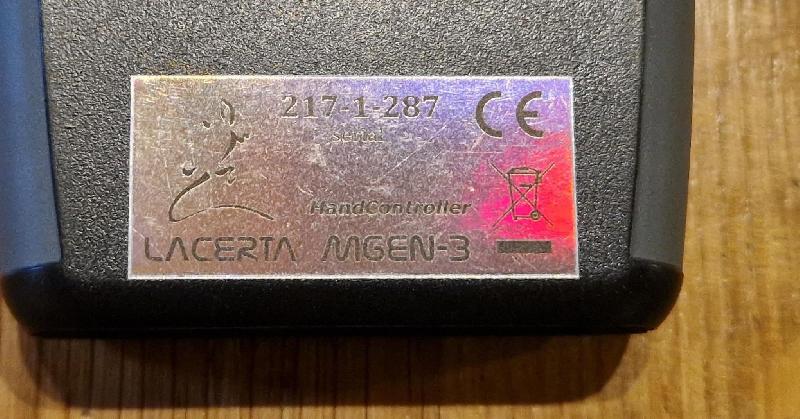 217-1-287
serial
CE
HandController
LACERTA MGEN-3